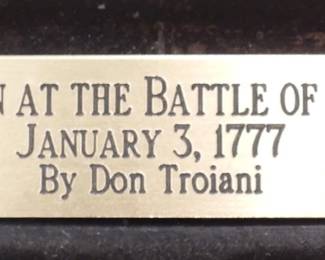 AT THE BATTLE OF
JANUARY 3, 1777
By Don Troiani